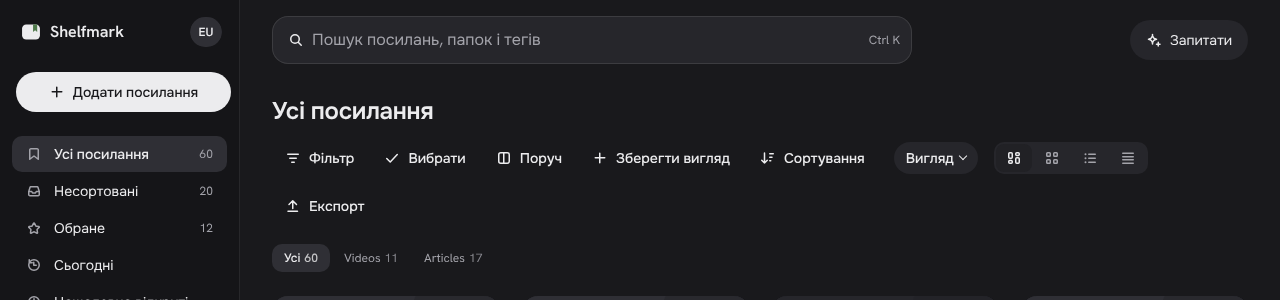 Shelfmark
EU
Пошук посилань, папок і тегів
Ctrl K
Запитати
Додати посилання
Усі посилання
Усі посилання 60
Несортовані 20
Обране 12
Сьогодні
Фільтр
Вибрати
Поруч
Зберегти вигляд
Сортування
Вигляд
Експорт
Усі 60
Videos 11
Articles 17